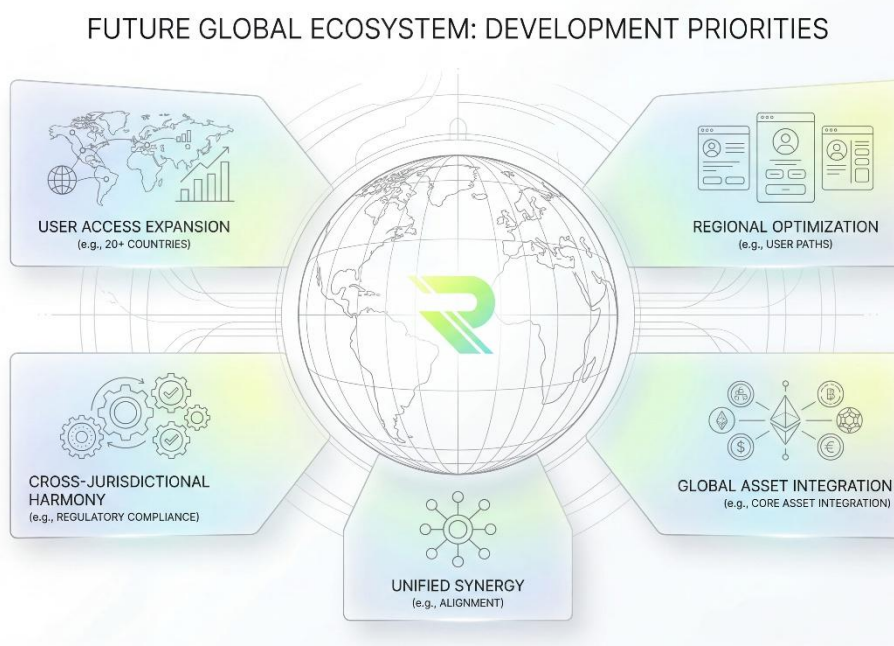 FUTURE GLOBAL ECOSYSTEM: DEVELOPMENT PRIORITIES
USER ACCESS EXPANSION
(e.g., 20+ COUNTRIES)
REGIONAL OPTIMIZATION
(e.g., USER PATHS)
CROSS-JURISDICTIONAL
HARMONY
(e.g., REGULATORY COMPLIANCE)
GLOBAL ASSET INTEGRATION
(e.g., CORE ASSET INTEGRATION)
UNIFIED SYNERGY
(e.g., ALIGNMENT)